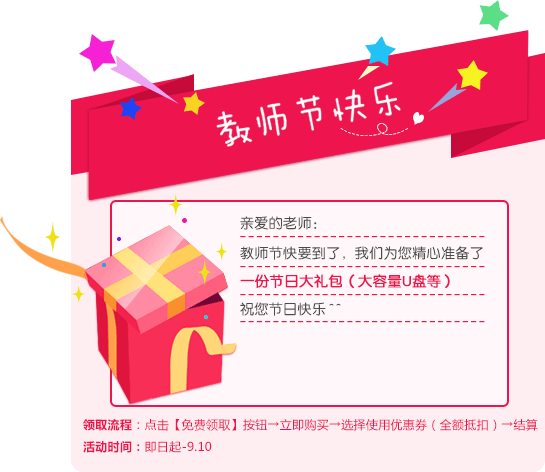 教师节快乐
亲爱的老师：
教师节快要到了，我们为您精心准备了
一份节日大礼包（大容量U盘等）
祝您节日快乐^^
领取流程：点击【免费领取】按钮→立即购买→选择使用优惠券（全额抵扣）→结算
活动时间：即日起-9.10